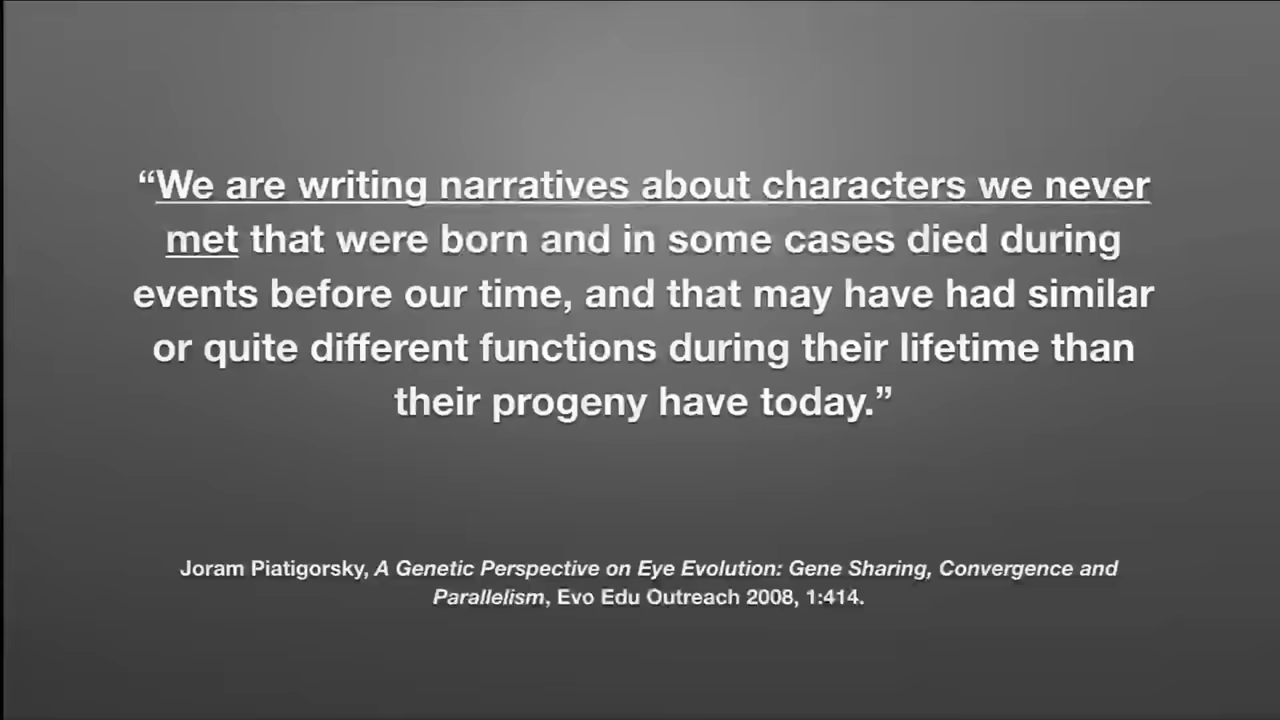 “We are writing narratives about characters we never
met that were born and in some cases died during
events before our time, and that may have had similar
or quite different functions during their lifetime than
their progeny have today.”
Joram Piatigorsky, A Genetic Perspective on Eye Evolution: Gene Sharing, Convergence and
Parallelism, Evo Edu Outreach 2008, 1:414.